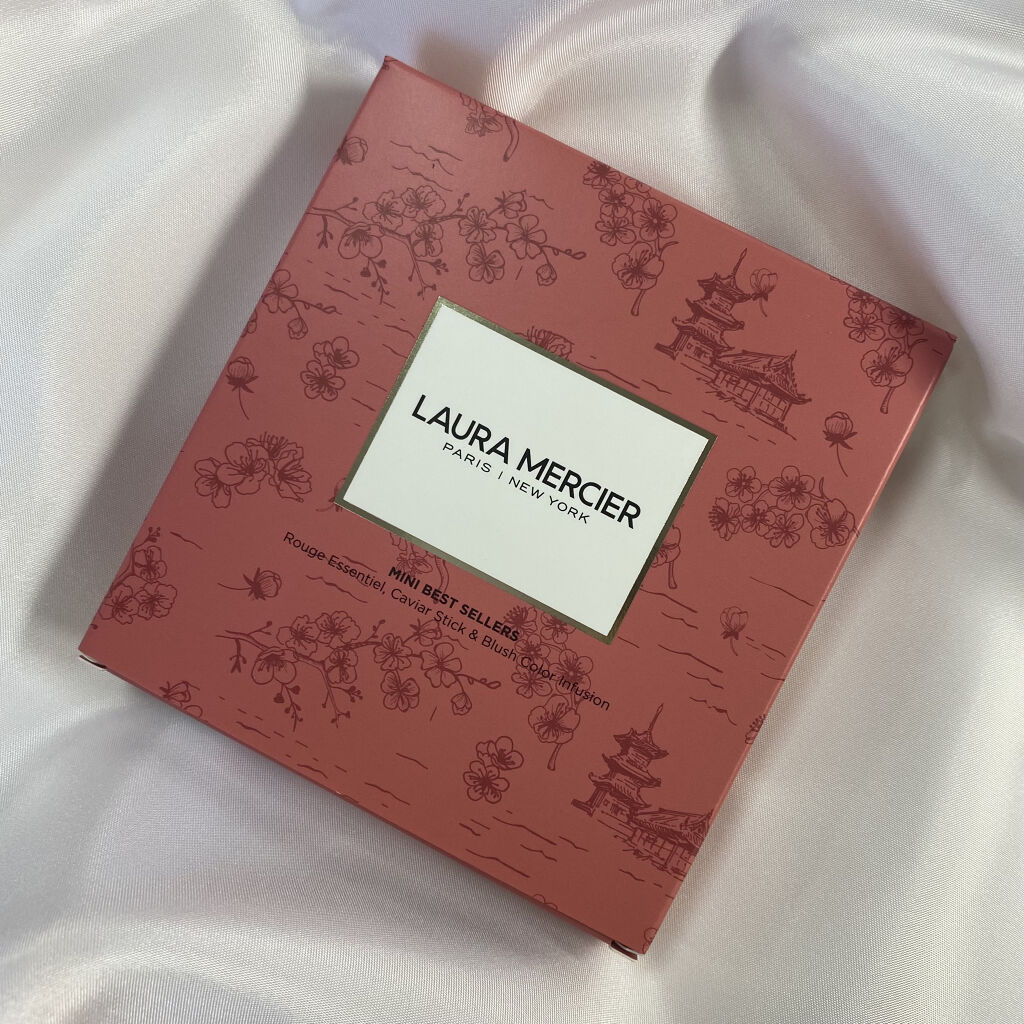 LAURA MERCIER
PARIS | NEW YORK
MINI BEST SELLERS
Rouge Essentiel, Caviar Stick & Blush Color Infusion